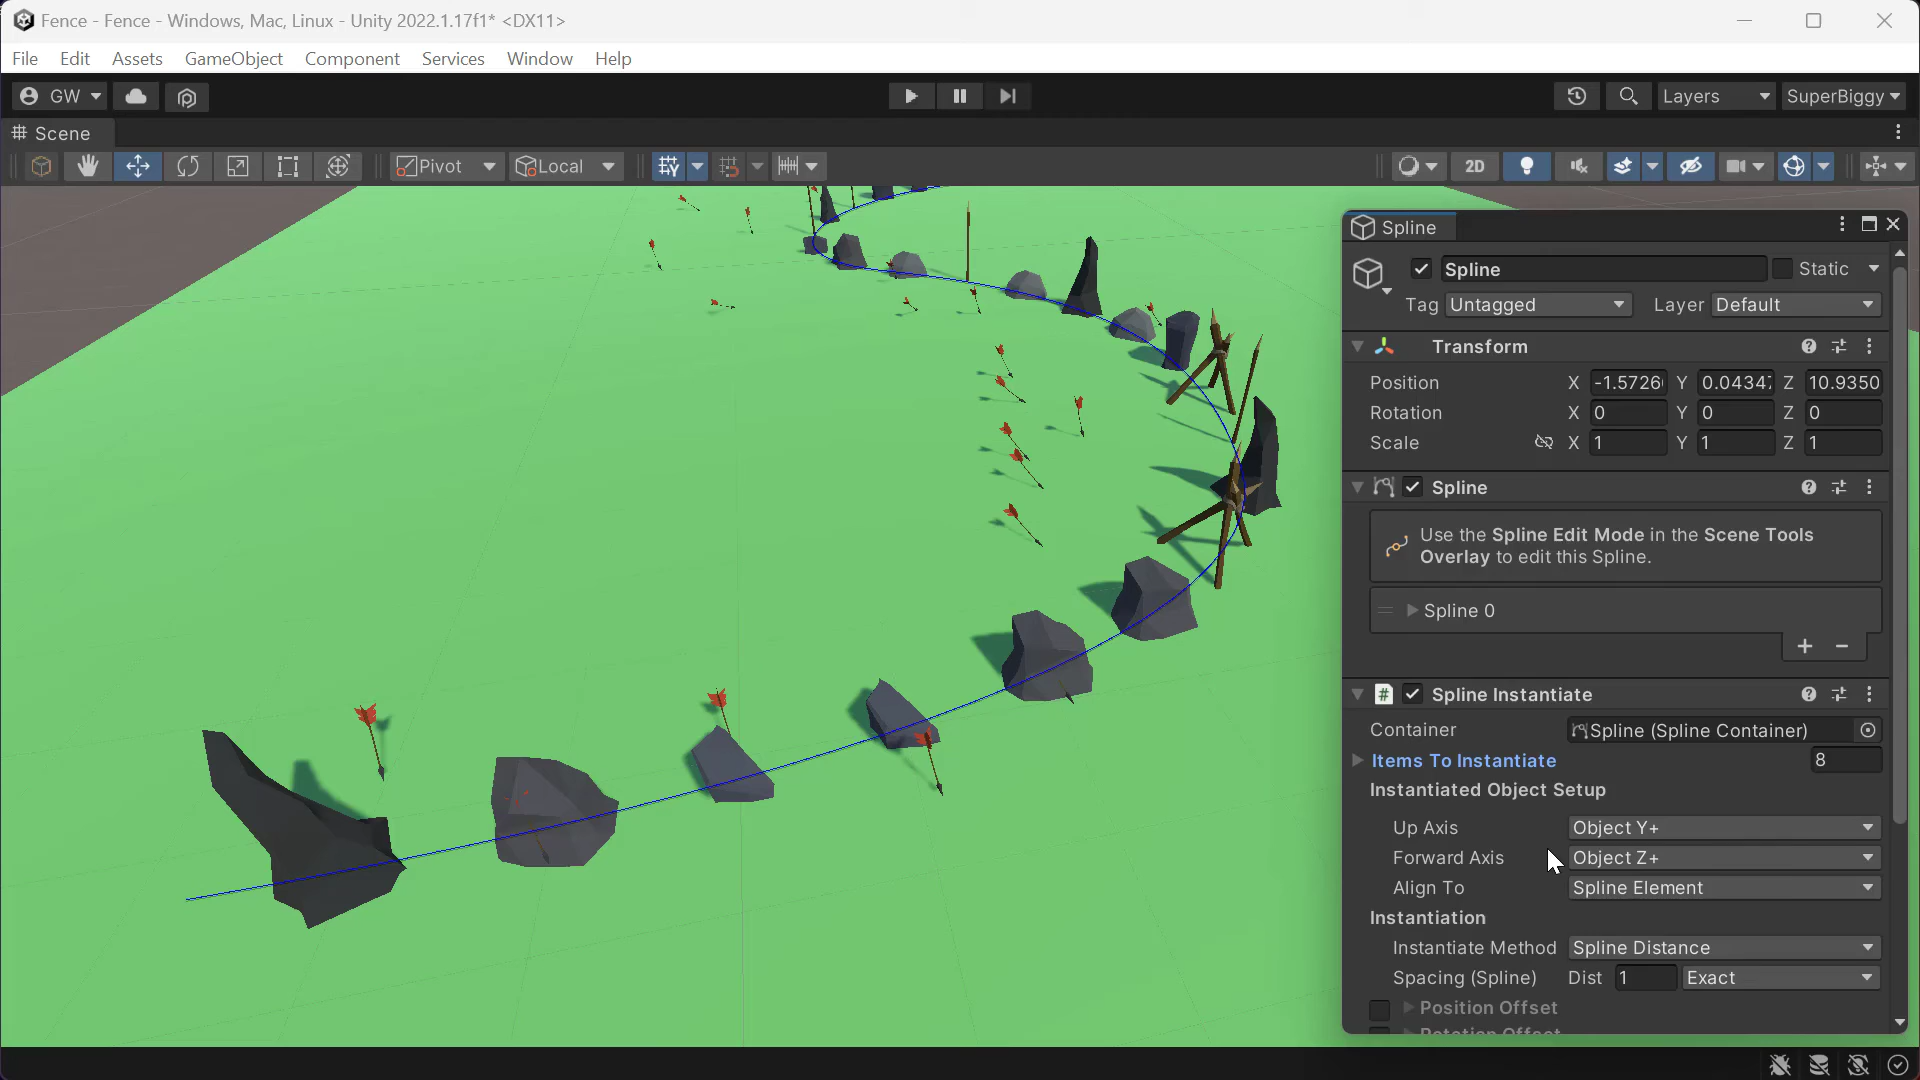 Fence - Fence - Windows, Mac, Linux - Unity 2022.1.17f1* <DX11>
File Edit Assets GameObject Component Services Window Help
GW Layers SuperBiggy
Scene
Pivot Local 2D
Spline
Spline Static
Tag Untagged Layer Default
Transform
Position X -1.5726 Y 0.0434 Z 10.9350
Rotation X 0 Y 0 Z 0
Scale X 1 Y 1 Z 1
Spline
Use the Spline Edit Mode in the Scene Tools
Overlay to edit this Spline.
Spline 0
+ −
# Spline Instantiate
Container Spline (Spline Container)
Items To Instantiate 8
Instantiated Object Setup
Up Axis Object Y+
Forward Axis Object Z+
Align To Spline Element
Instantiation
Instantiate Method Spline Distance
Spacing (Spline) Dist 1 Exact
Position Offset
Rotation Offset